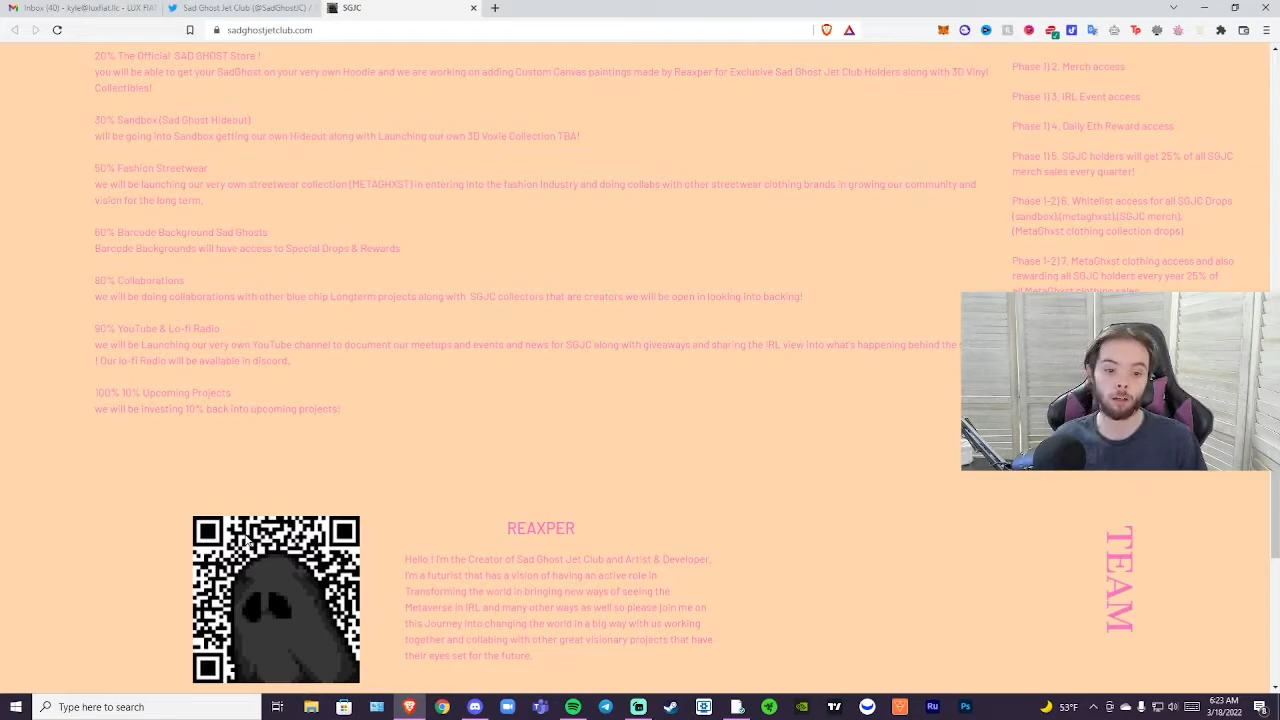 Inbox (40) - kyle@ludlat.llc - LUX RAI
Sad Ghost Jet Club (@SadGhostJC) /
SGJC
sadghostjetclub.com
20% The Official SAD GHOST Store !
you will be able to get your SadGhost on your very own Hoodie and we are working on adding Custom Canvas paintings made by Reaxper for Exclusive Sad Ghost Jet Club Holders along with 3D Vinyl
Collectibles!
30% Sandbox (Sad Ghost Hideout)
will be going into Sandbox getting our own Hideout along with Launching our own 3D Voxie Collection TBA!
50% Fashion Streetwear
we will be launching our very own streetwear collection (METAGHXST) in entering into the fashion industry and doing collabs with other streetwear clothing brands in growing our community and
vision for the long term.
60% Barcode Background Sad Ghosts
Barcode Backgrounds will have access to Special Drops & Rewards
80% Collaborations
we will be doing collaborations with other blue chip Longterm projects along with SGJC collectors that are creators we will be open in looking into backing!
90% YouTube & Lo-fi Radio
we will be Launching our very own YouTube channel to document our meetups and events and news for SGJC along with giveaways and sharing the IRL view into what's happening behind the
! Our lo-fi Radio will be available in discord.
100% 10% Upcoming Projects
we will be investing 10% back into upcoming projects!
Phase 1) 2. Merch access
Phase 1) 3. IRL Event access
Phase 1) 4. Daily Eth Reward access
Phase 1) 5. SGJC holders will get 25% of all SGJC
merch sales every quarter!
Phase 1-2) 6. Whitelist access for all SGJC Drops
(sandbox),(metaghxst),(SGJC merch),
(MetaGhxst clothing collection drops)
Phase 1-2) 7. MetaGhxst clothing access and also
rewarding all SGJC holders every year 25% of
all MetaGhxst clothing sales
REAXPER
Hello ! I'm the Creator of Sad Ghost Jet Club and Artist & Developer.
I'm a futurist that has a vision of having an active role in
Transforming the world in bringing new ways of seeing the
Metaverse in IRL and many other ways as well so please join me on
this Journey into changing the world in a big way with us working
together and collabing with other great visionary projects that have
their eyes set for the future.
TEAM
Type here to search
55°F
6:23 AM
3/16/2022